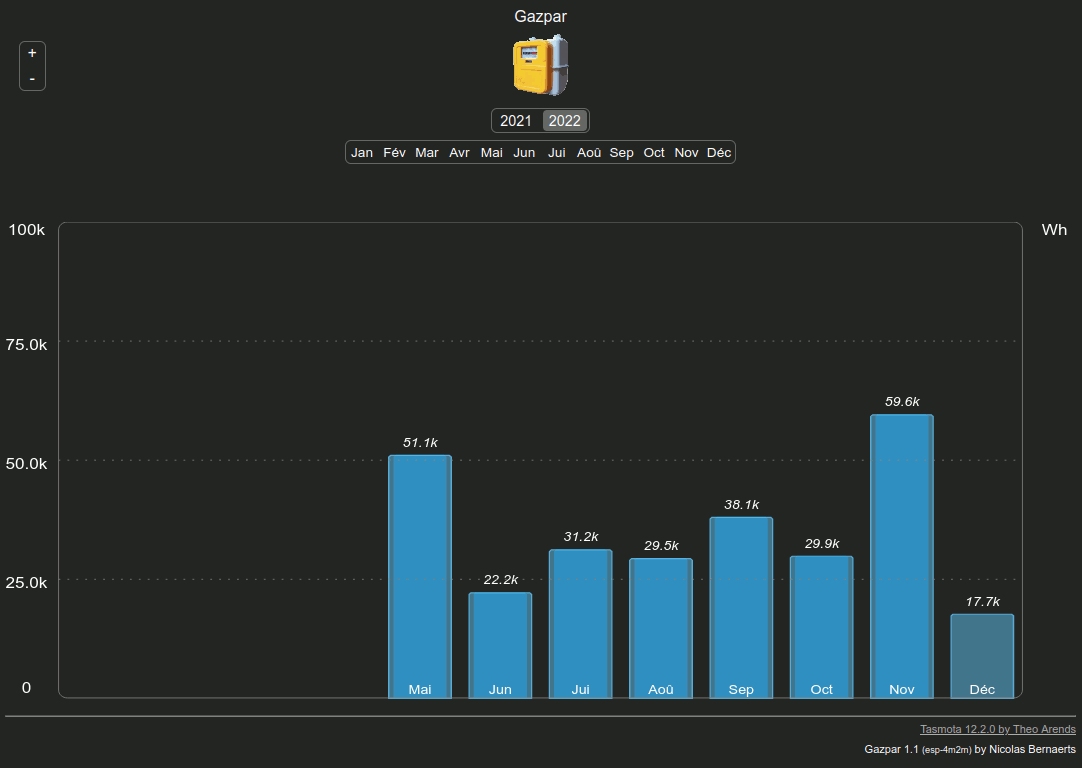 Gazpar
+
-
2021 2022
Jan Fév Mar Avr Mai Jun Jui Aoû Sep Oct Nov Déc
100k Wh
75.0k
59.6k
51.1k
50.0k
38.1k
31.2k
29.5k
29.9k
25.0k
22.2k
17.7k
0
Mai Jun Jui Aoû Sep Oct Nov Déc
Tasmota 12.2.0 by Theo Arends
Gazpar 1.1 (esp-4m2m) by Nicolas Bernaerts